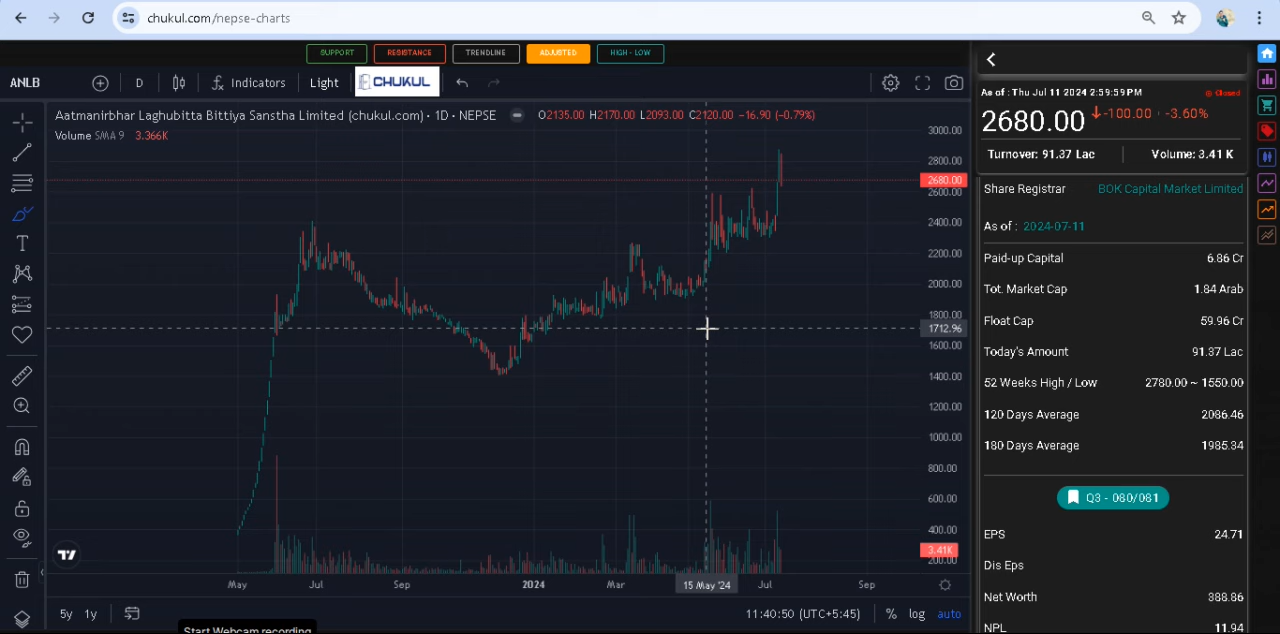 chukul.com/nepse-charts
SUPPORT RESISTANCE TRENDLINE ADJUSTED HIGH - LOW
ANLB D Indicators Light CHUKUL
Aatmanirbhar Laghubitta Bittiya Sanstha Limited (chukul.com) · 1D · NEPSE O2135.00 H2170.00 L2093.00 C2120.00 −16.90 (−0.79%)
Volume SMA 9 3.366K
3000.00
2800.00
2680.00
2600.00
2400.00
2200.00
2000.00
1800.00
1712.96
1600.00
1400.00
1200.00
1000.00
800.00
600.00
400.00
3.41K
200.00
May Jul Sep 2024 Mar 15 May '24 Jul Sep
5y 1y 11:40:50 (UTC+5:45) % log auto
Start Webcam recording
As of : Thu Jul 11 2024 2:59:59 PM Closed
2680.00 -100.00 · -3.60%
Turnover: 91.37 Lac Volume: 3.41 K
Share Registrar BOK Capital Market Limited
As of : 2024-07-11
Paid-up Capital 6.86 Cr
Tot. Market Cap 1.84 Arab
Float Cap 59.96 Cr
Today's Amount 91.37 Lac
52 Weeks High / Low 2780.00 ~ 1550.00
120 Days Average 2086.46
180 Days Average 1985.34
Q3 - 080/081
EPS 24.71
Dis Eps
Net Worth 388.86
NPL 11.94